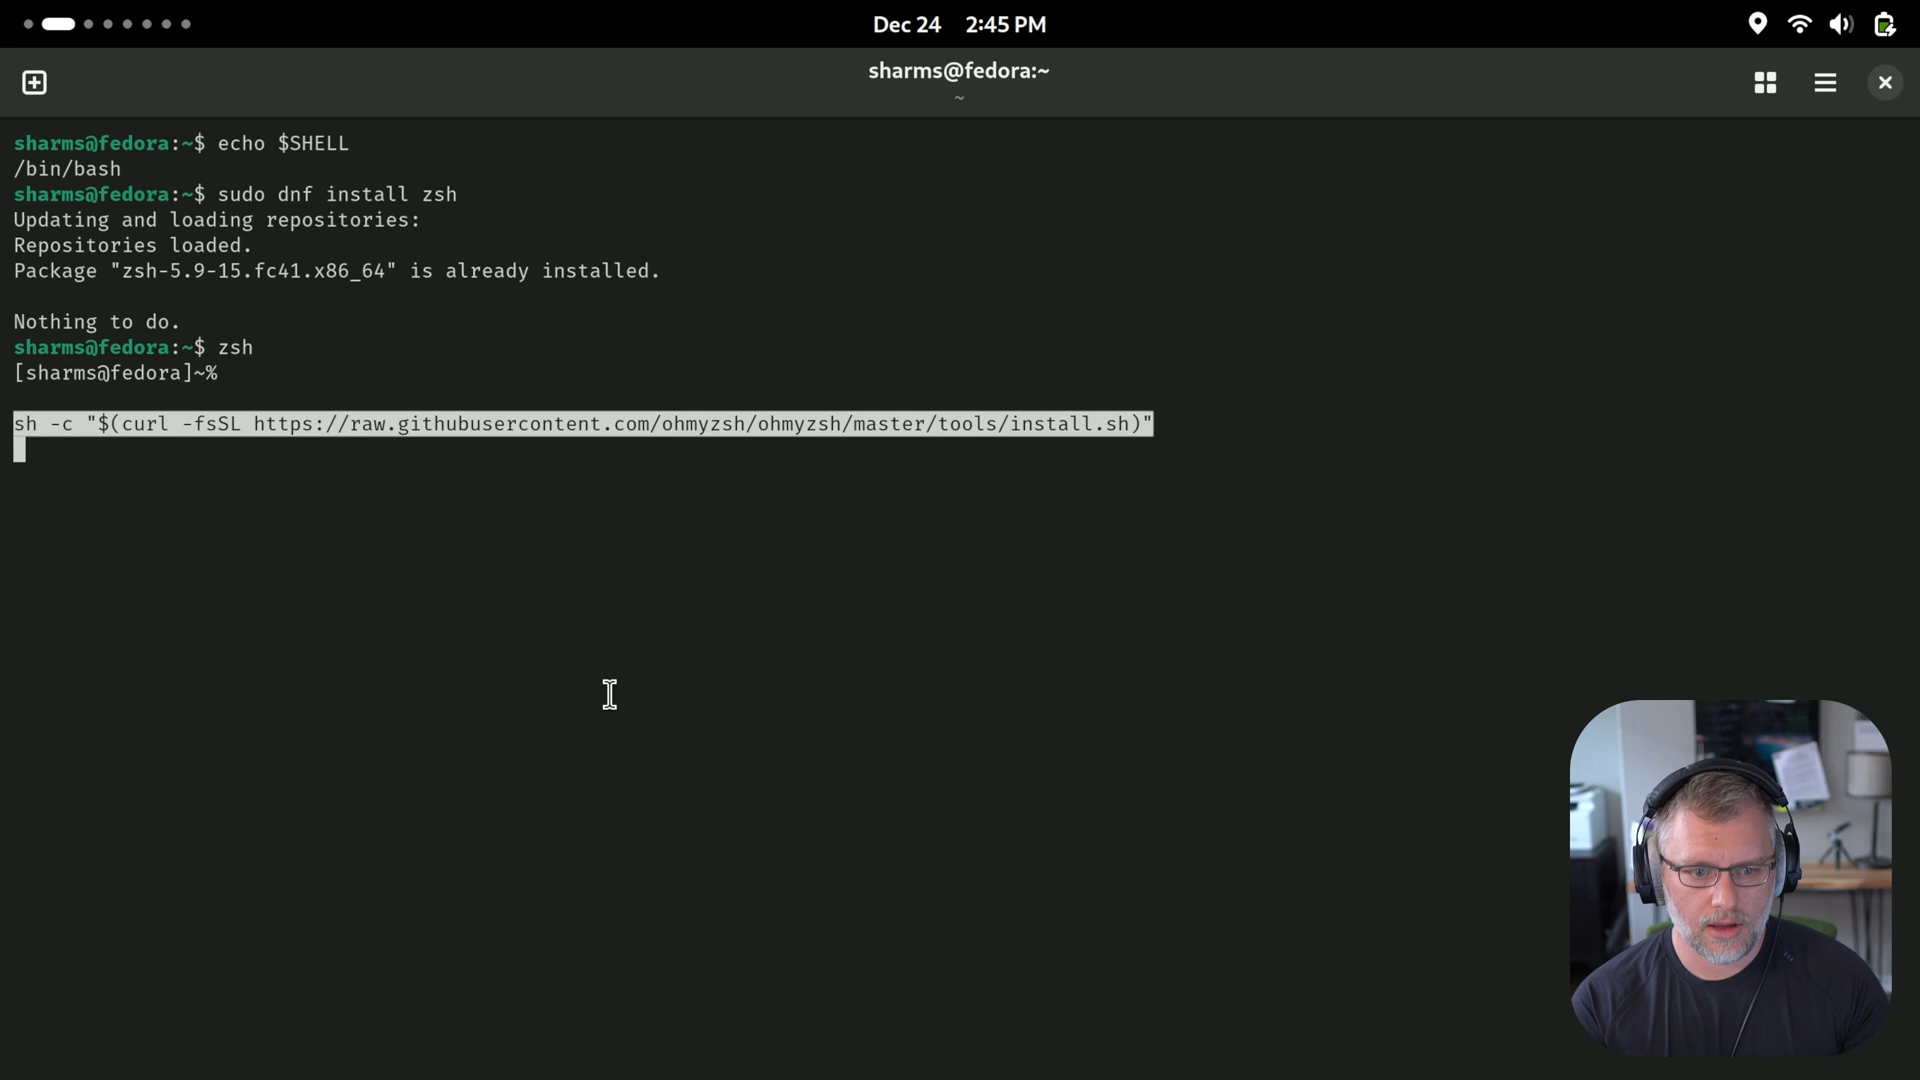 Dec 24 2:45 PM
sharms@fedora:~
~
sharms@fedora:~$ echo $SHELL
/bin/bash
sharms@fedora:~$ sudo dnf install zsh
Updating and loading repositories:
Repositories loaded.
Package "zsh-5.9-15.fc41.x86_64" is already installed.
Nothing to do.
sharms@fedora:~$ zsh
[sharms@fedora]~%
sh -c "$(curl -fsSL https://raw.githubusercontent.com/ohmyzsh/ohmyzsh/master/tools/install.sh)"